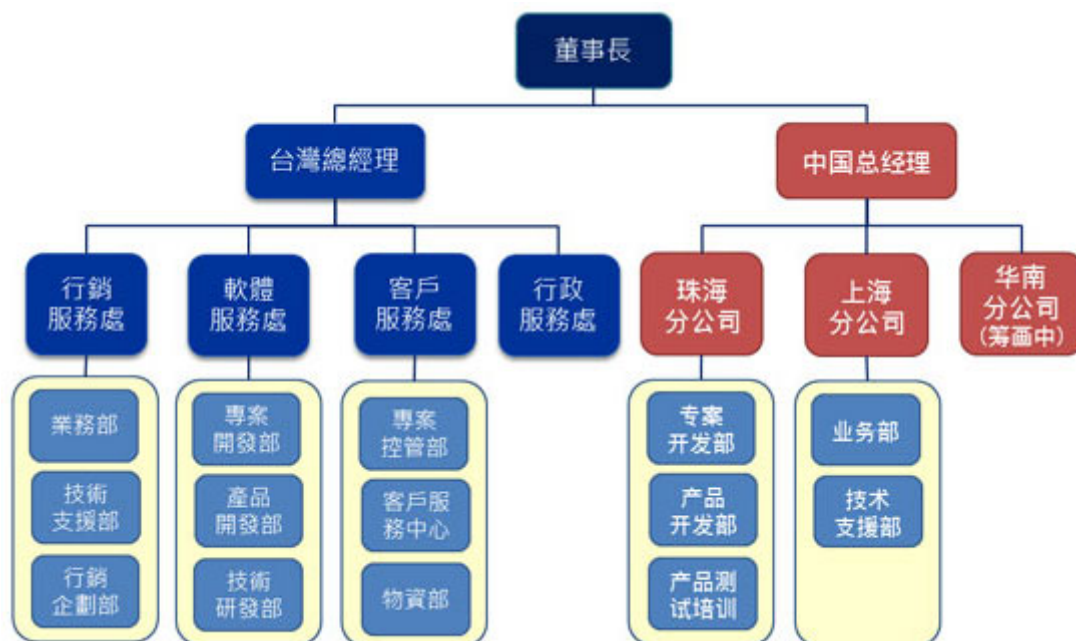 董事長
台灣總經理
中国总经理
行銷
服務處
軟體
服務處
客戶
服務處
行政
服務處
珠海
分公司
上海
分公司
华南
分公司
(筹画中)
業務部
技術
支援部
行銷
企劃部
專案
開發部
產品
開發部
技術
研發部
專案
控管部
客戶服
務中心
物資部
专案
开发部
产品
开发部
产品测
试培训
业务部
技术
支援部